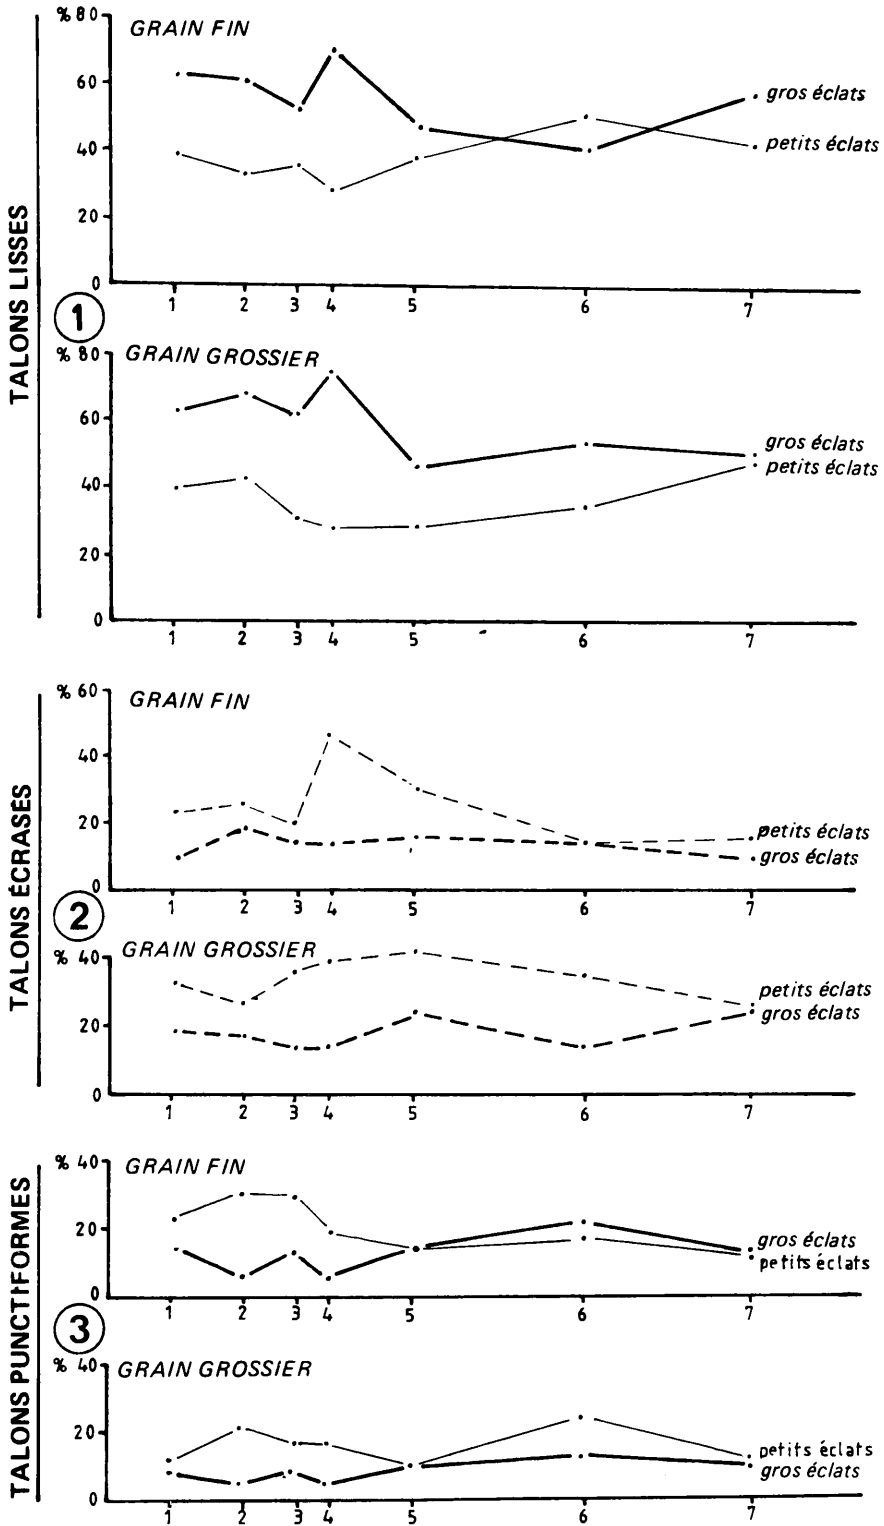 TALONS LISSES
1
% 80
GRAIN FIN
60
40
20
0
gros éclats
petits éclats
1 2 3 4 5 6 7
% 80
GRAIN GROSSIER
60
40
20
0
gros éclats
petits éclats
1 2 3 4 5 6 7
TALONS ÉCRASÉS
2
% 60
GRAIN FIN
40
20
0
petits éclats
gros éclats
1 2 3 4 5 6 7
% 40
GRAIN GROSSIER
20
0
petits éclats
gros éclats
1 2 3 4 5 6 7
TALONS PUNCTIFORMES
3
% 40
GRAIN FIN
20
0
gros éclats
petits éclats
1 2 3 4 5 6 7
% 40
GRAIN GROSSIER
20
0
petits éclats
gros éclats
1 2 3 4 5 6 7